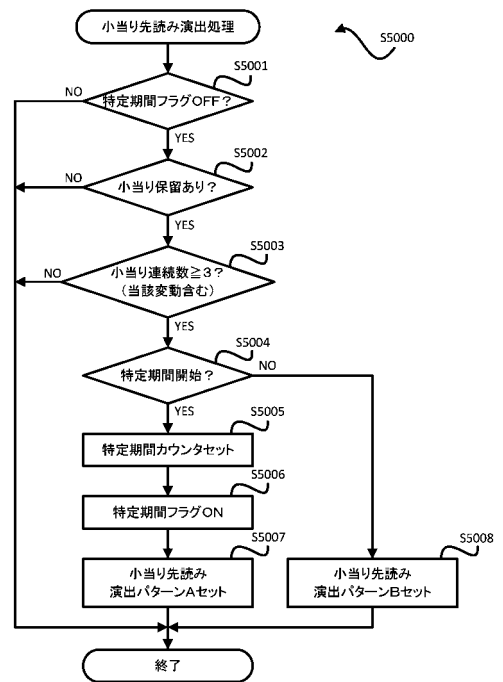 小当り先読み演出処理
S5000
S5001
特定期間フラグOFF？
NO
YES
S5002
小当り保留あり？
NO
YES
S5003
小当り連続数≧3？
（当該変動含む）
NO
YES
S5004
特定期間開始？
NO
YES
S5005
特定期間カウンタセット
S5006
特定期間フラグON
S5007
小当り先読み
演出パターンAセット
S5008
小当り先読み
演出パターンBセット
終了